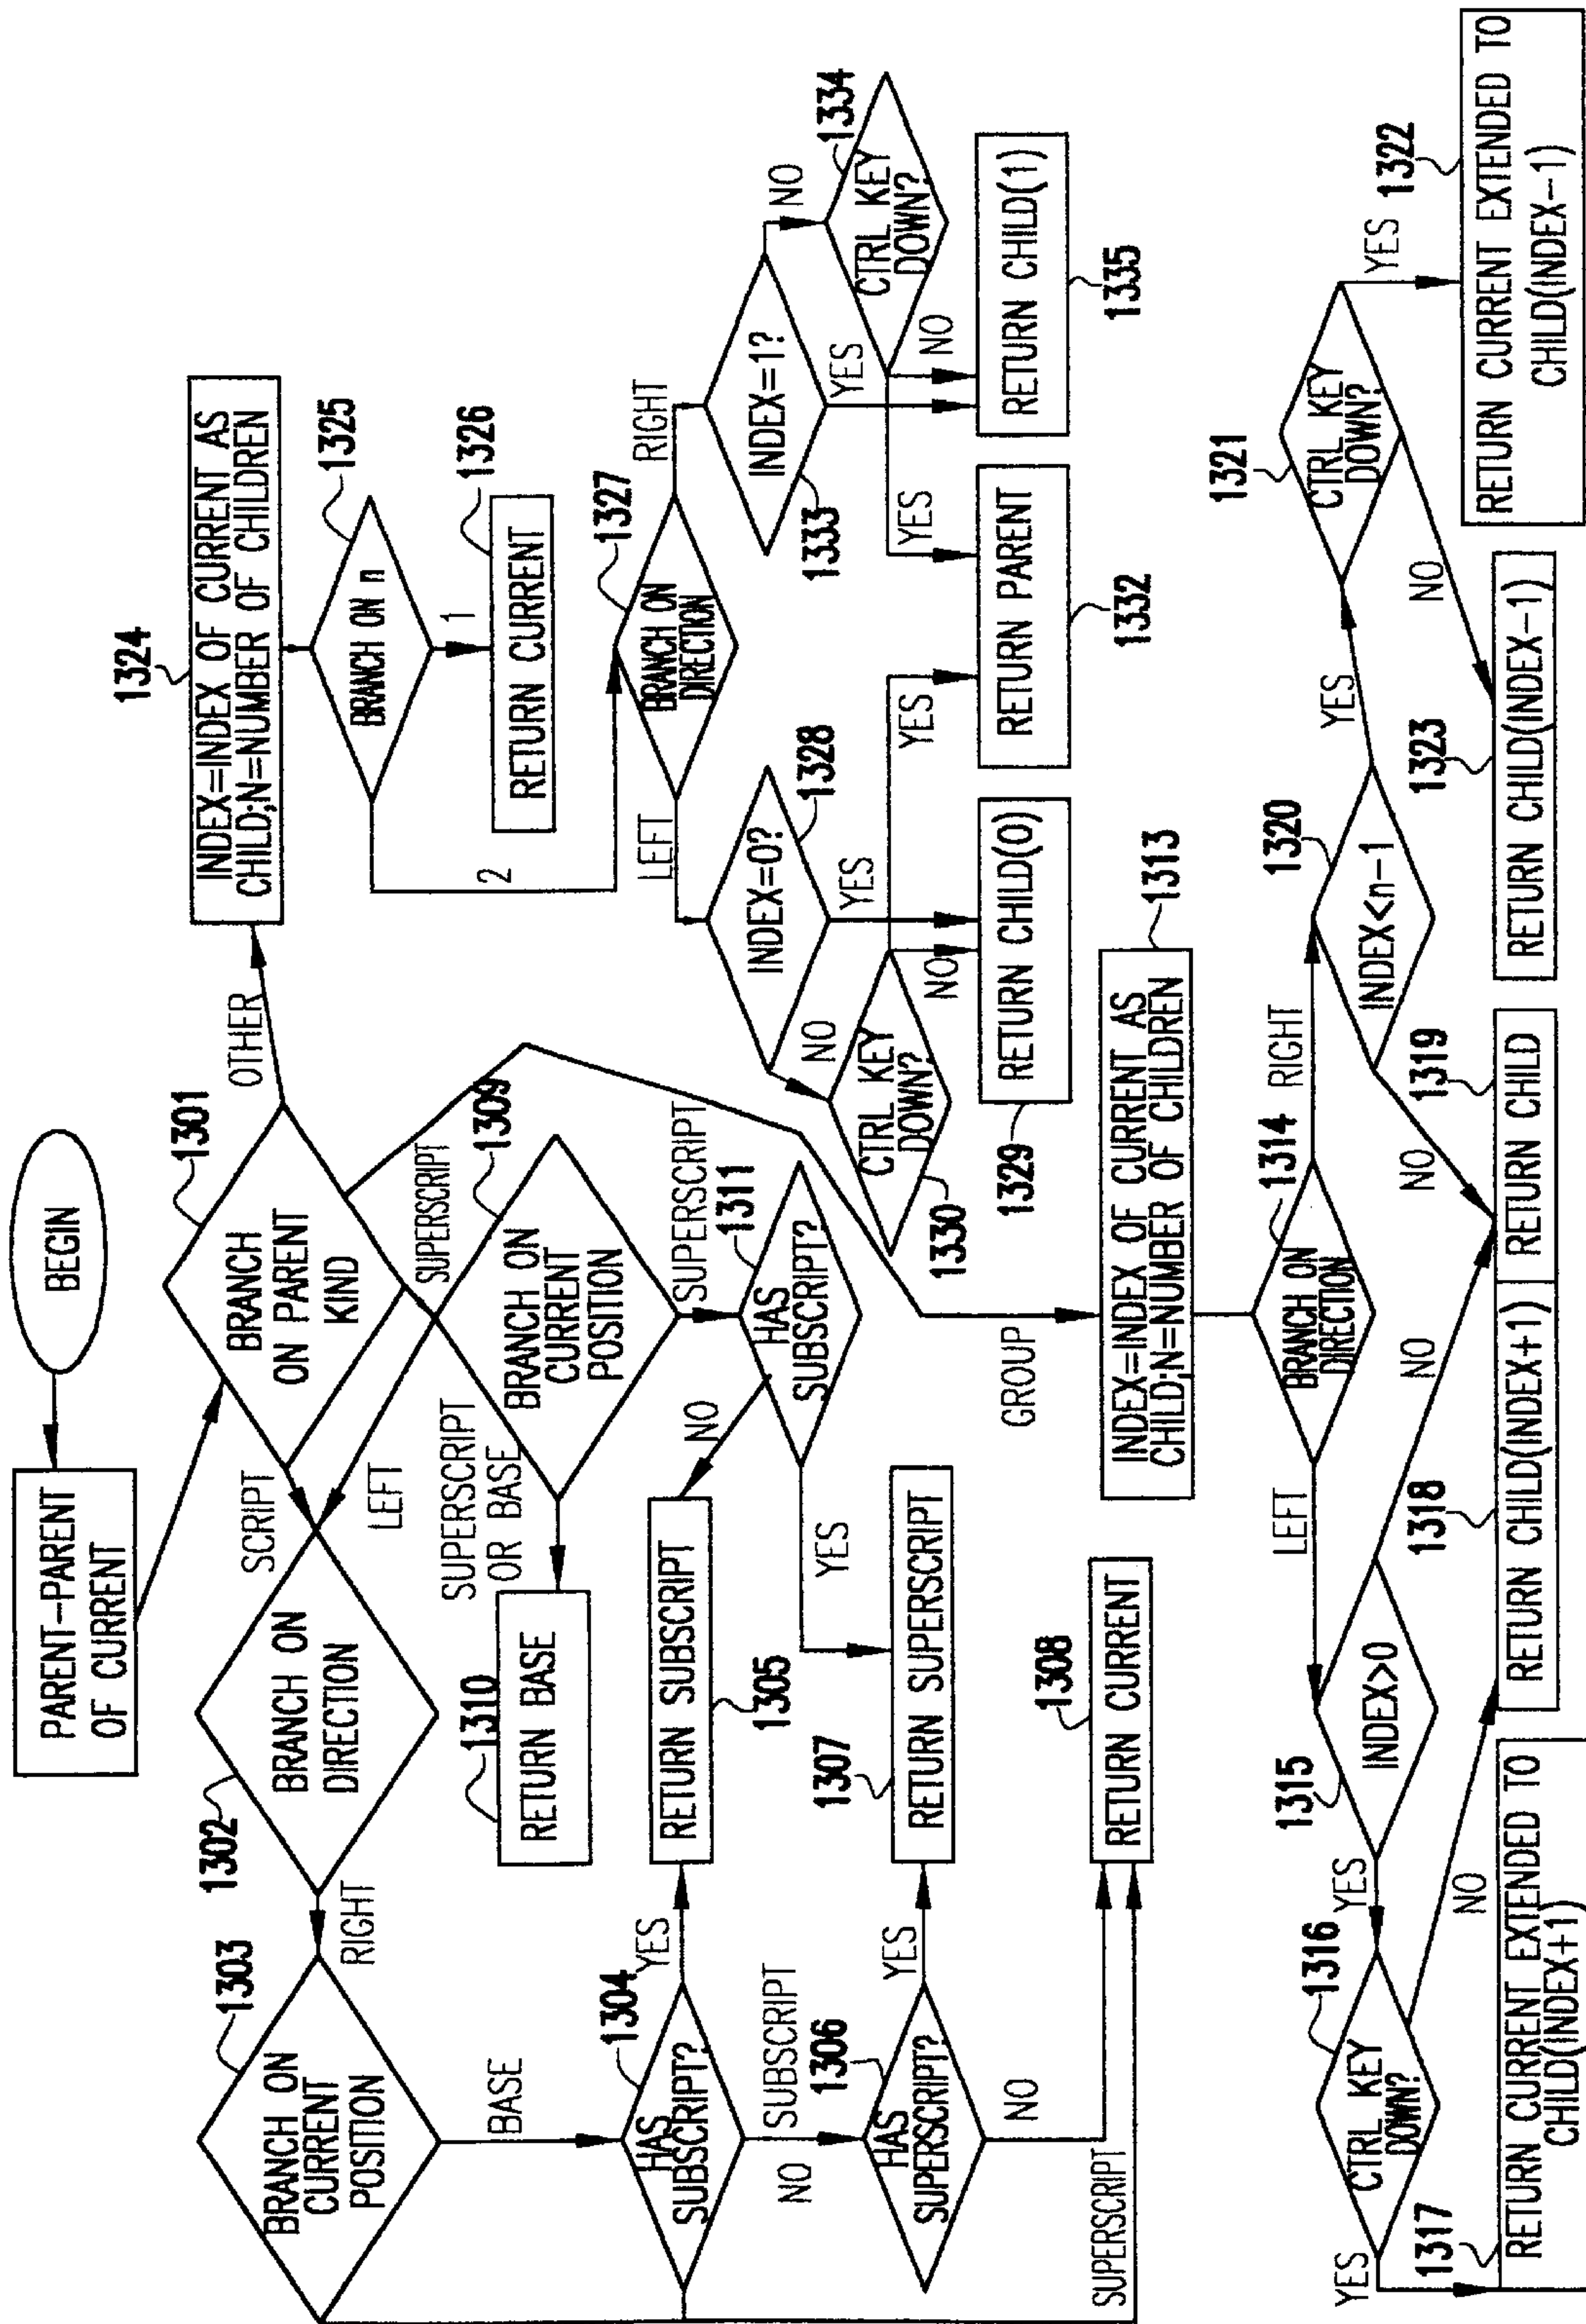 BEGIN
PARENT-PARENT
OF CURRENT
1301
BRANCH
ON PARENT
KIND
OTHER
SCRIPT
SUPERSCRIPT
GROUP
1302
BRANCH ON
DIRECTION
RIGHT
LEFT
1303
BRANCH ON
CURRENT
POSITION
BASE
1304
HAS
SUBSCRIPT?
YES
NO
SUBSCRIPT
1306
HAS
SUPERSCRIPT?
YES
NO
SUPERSCRIPT
1309
BRANCH ON
CURRENT
POSITION
SUPERSCRIPT
OR BASE
SUPERSCRIPT
1310
RETURN BASE
1311
HAS
SUBSCRIPT?
NO
YES
RETURN SUBSCRIPT
1305
1307
RETURN SUPERSCRIPT
1308
RETURN CURRENT
1324
INDEX=INDEX OF CURRENT AS
CHILD;N=NUMBER OF CHILDREN
1325
BRANCH ON n
1
2
1326
RETURN CURRENT
1327
BRANCH ON
DIRECTION
LEFT
RIGHT
1328
INDEX=0?
YES
NO
1330
CTRL KEY
DOWN?
NO
YES
1329
RETURN CHILD(0)
1333
INDEX=1?
YES
NO
1334
CTRL KEY
DOWN?
NO
YES
RETURN PARENT
1332
RETURN CHILD(1)
1335
1313
INDEX=INDEX OF CURRENT AS
CHILD;N=NUMBER OF CHILDREN
1314
BRANCH ON
DIRECTION
LEFT
RIGHT
1315
INDEX>0
YES
NO
1316
CTRL KEY
DOWN?
YES
NO
1317
RETURN CURRENT EXTENDED TO
CHILD(INDEX+1)
1318
RETURN CHILD(INDEX+1)
1319
RETURN CHILD
1320
INDEX<n-1
NO
YES
1321
CTRL KEY
DOWN?
NO
YES
1323
RETURN CHILD(INDEX-1)
1322
RETURN CURRENT EXTENDED TO
CHILD(INDEX-1)